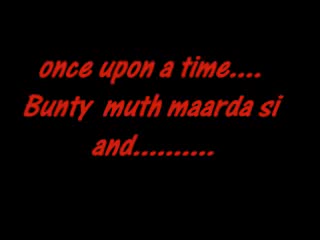 once upon a time....
Bunty muth maarda si
and..........